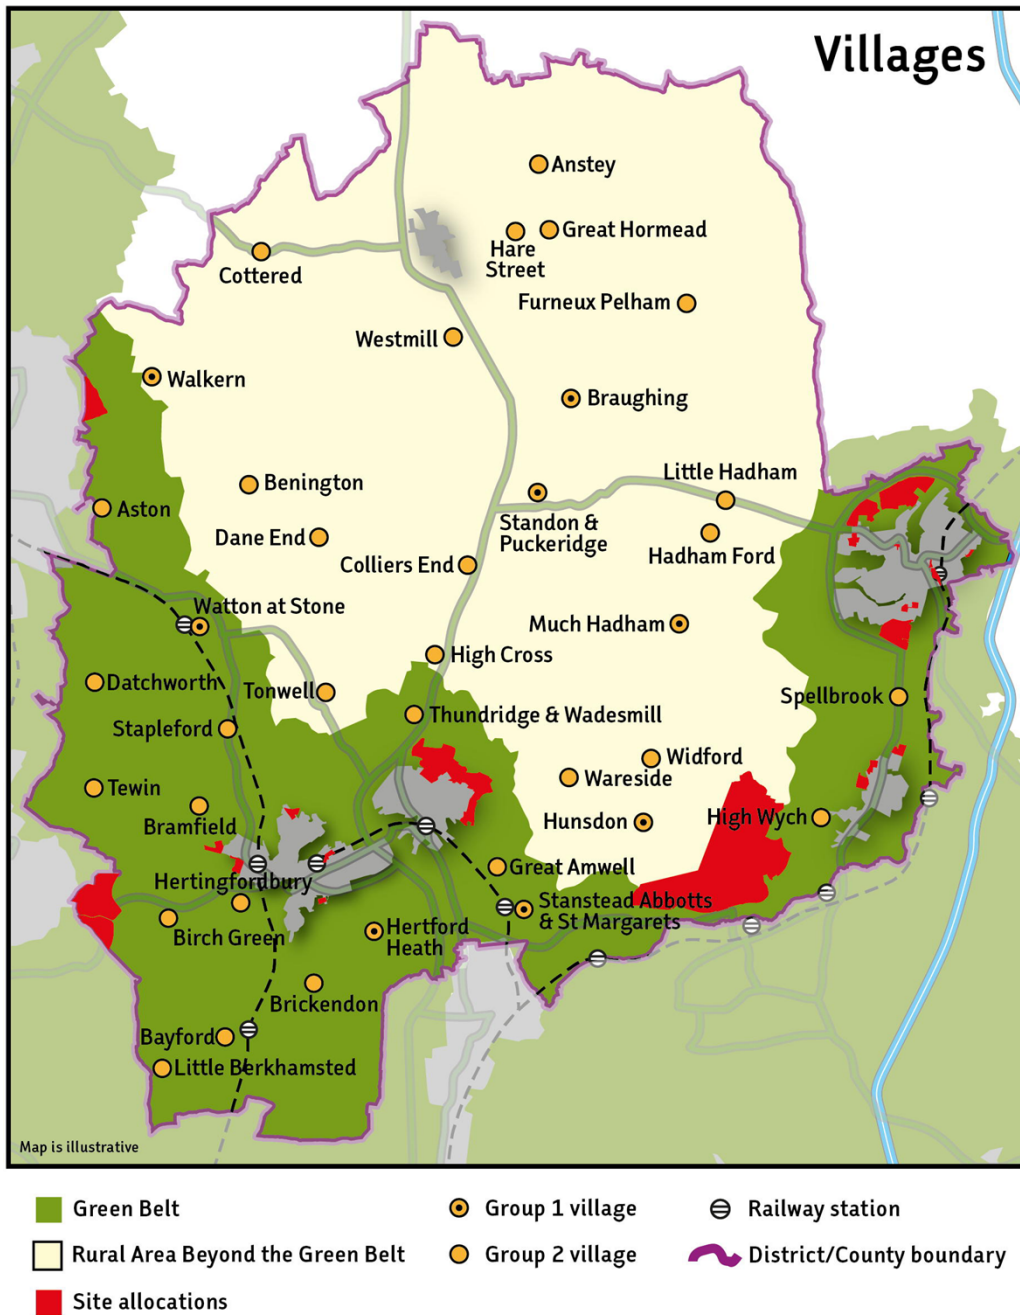 Villages
Anstey
Great Hormead
Hare
Street
Cottered
Furneux Pelham
Westmill
Walkern
Braughing
Little Hadham
Benington
Aston
Standon &
Puckeridge
Dane End
Hadham Ford
Colliers End
Watton at Stone
Much Hadham
High Cross
Datchworth
Tonwell
Spellbrook
Thundridge & Wadesmill
Stapleford
Widford
Wareside
Tewin
Bramfield
Hunsdon
High Wych
Great Amwell
Hertingfordbury
Stanstead Abbotts
& St Margarets
Birch Green
Hertford
Heath
Brickendon
Bayford
Little Berkhamsted
Map is illustrative
Green Belt
Group 1 village
Railway station
Rural Area Beyond the Green Belt
Group 2 village
District/County boundary
Site allocations